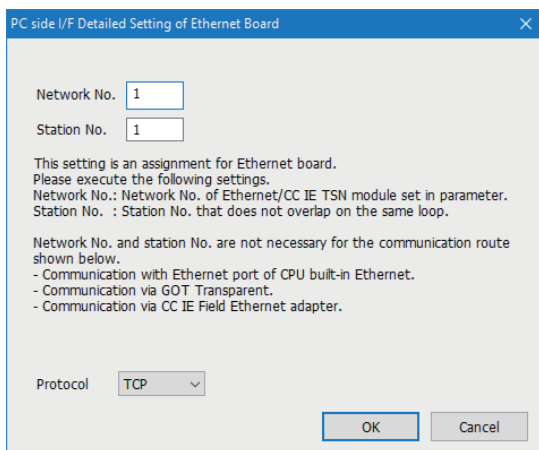 PC side I/F Detailed Setting of Ethernet Board
Network No. 1
Station No. 1
This setting is an assignment for Ethernet board.
Please execute the following settings.
Network No.: Network No. of Ethernet/CC IE TSN module set in parameter.
Station No. : Station No. that does not overlap on the same loop.
Network No. and station No. are not necessary for the communication route
shown below.
- Communication with Ethernet port of CPU built-in Ethernet.
- Communication via GOT Transparent.
- Communication via CC IE Field Ethernet adapter.
Protocol TCP
OK Cancel